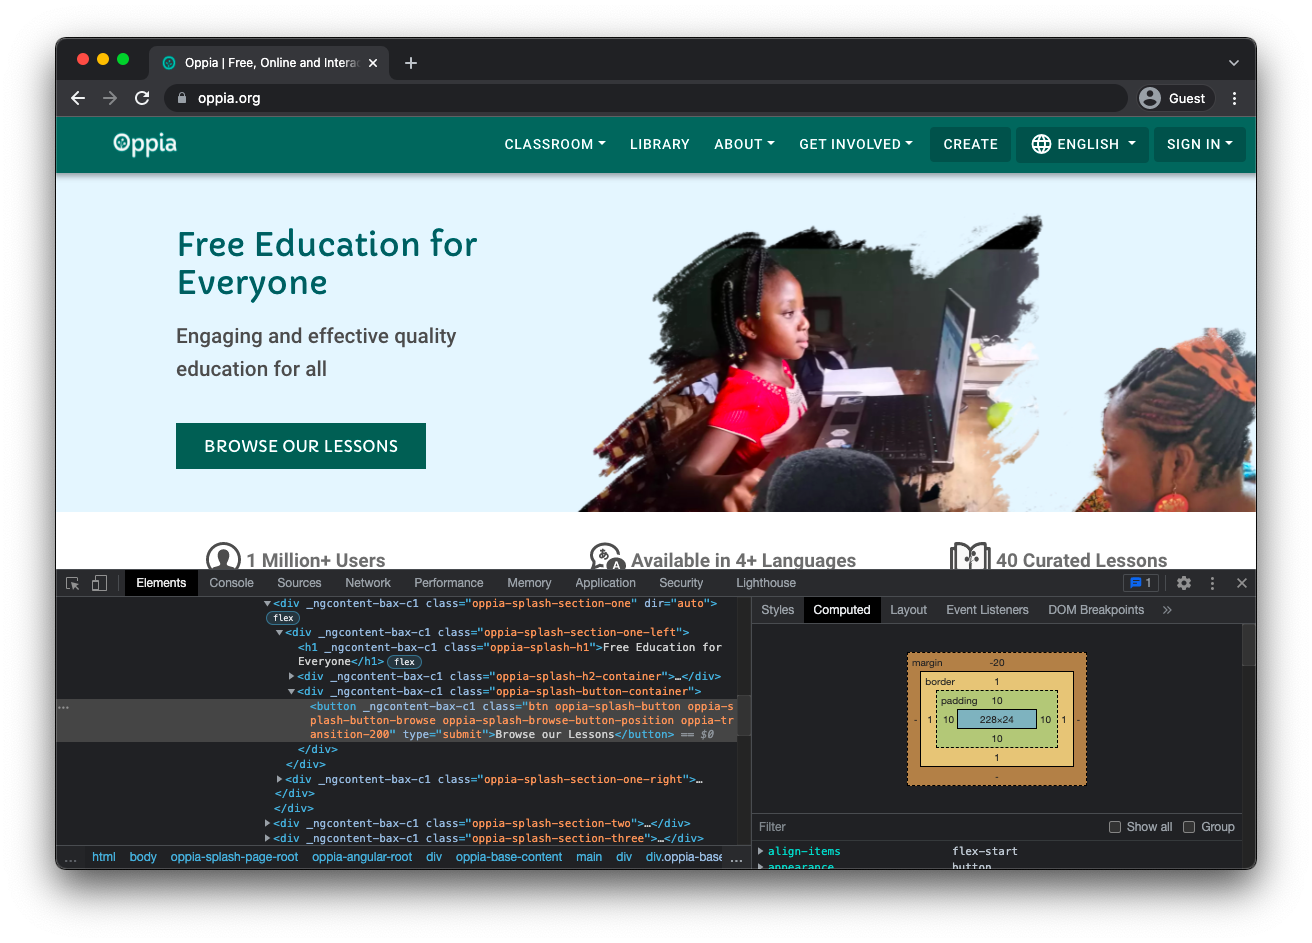 Oppia | Free, Online and Intera
oppia.org
Guest
Oppia
CLASSROOM
LIBRARY
ABOUT
GET INVOLVED
CREATE
ENGLISH
SIGN IN
Free Education for
Everyone
Engaging and effective quality
education for all
BROWSE OUR LESSONS
1 Million+ Users
Available in 4+ Languages
40 Curated Lessons
Elements
Console
Sources
Network
Performance
Memory
Application
Security
Lighthouse
1
<div _ngcontent-bax-c1 class="oppia-splash-section-one" dir="auto">
flex
<div _ngcontent-bax-c1 class="oppia-splash-section-one-left">
<h1 _ngcontent-bax-c1 class="oppia-splash-h1">Free Education for
Everyone</h1> flex
<div _ngcontent-bax-c1 class="oppia-splash-h2-container">…</div>
<div _ngcontent-bax-c1 class="oppia-splash-button-container">
<button _ngcontent-bax-c1 class="btn oppia-splash-button oppia-s
plash-button-browse oppia-splash-browse-button-position oppia-tr
ansition-200" type="submit">Browse our Lessons</button> == $0
</div>
</div>
<div _ngcontent-bax-c1 class="oppia-splash-section-one-right">…
</div>
</div>
<div _ngcontent-bax-c1 class="oppia-splash-section-two">…</div>
<div _ngcontent-bax-c1 class="oppia-splash-section-three">…</div>
... html body oppia-splash-page-root oppia-angular-root div oppia-base-content main div div.oppia-base ...
Styles
Computed
Layout
Event Listeners
DOM Breakpoints
»
margin -20
border 1
padding 10
- 1 10 228×24 10 1 -
10
1
-
Filter
Show all
Group
align-items flex-start
appearance button